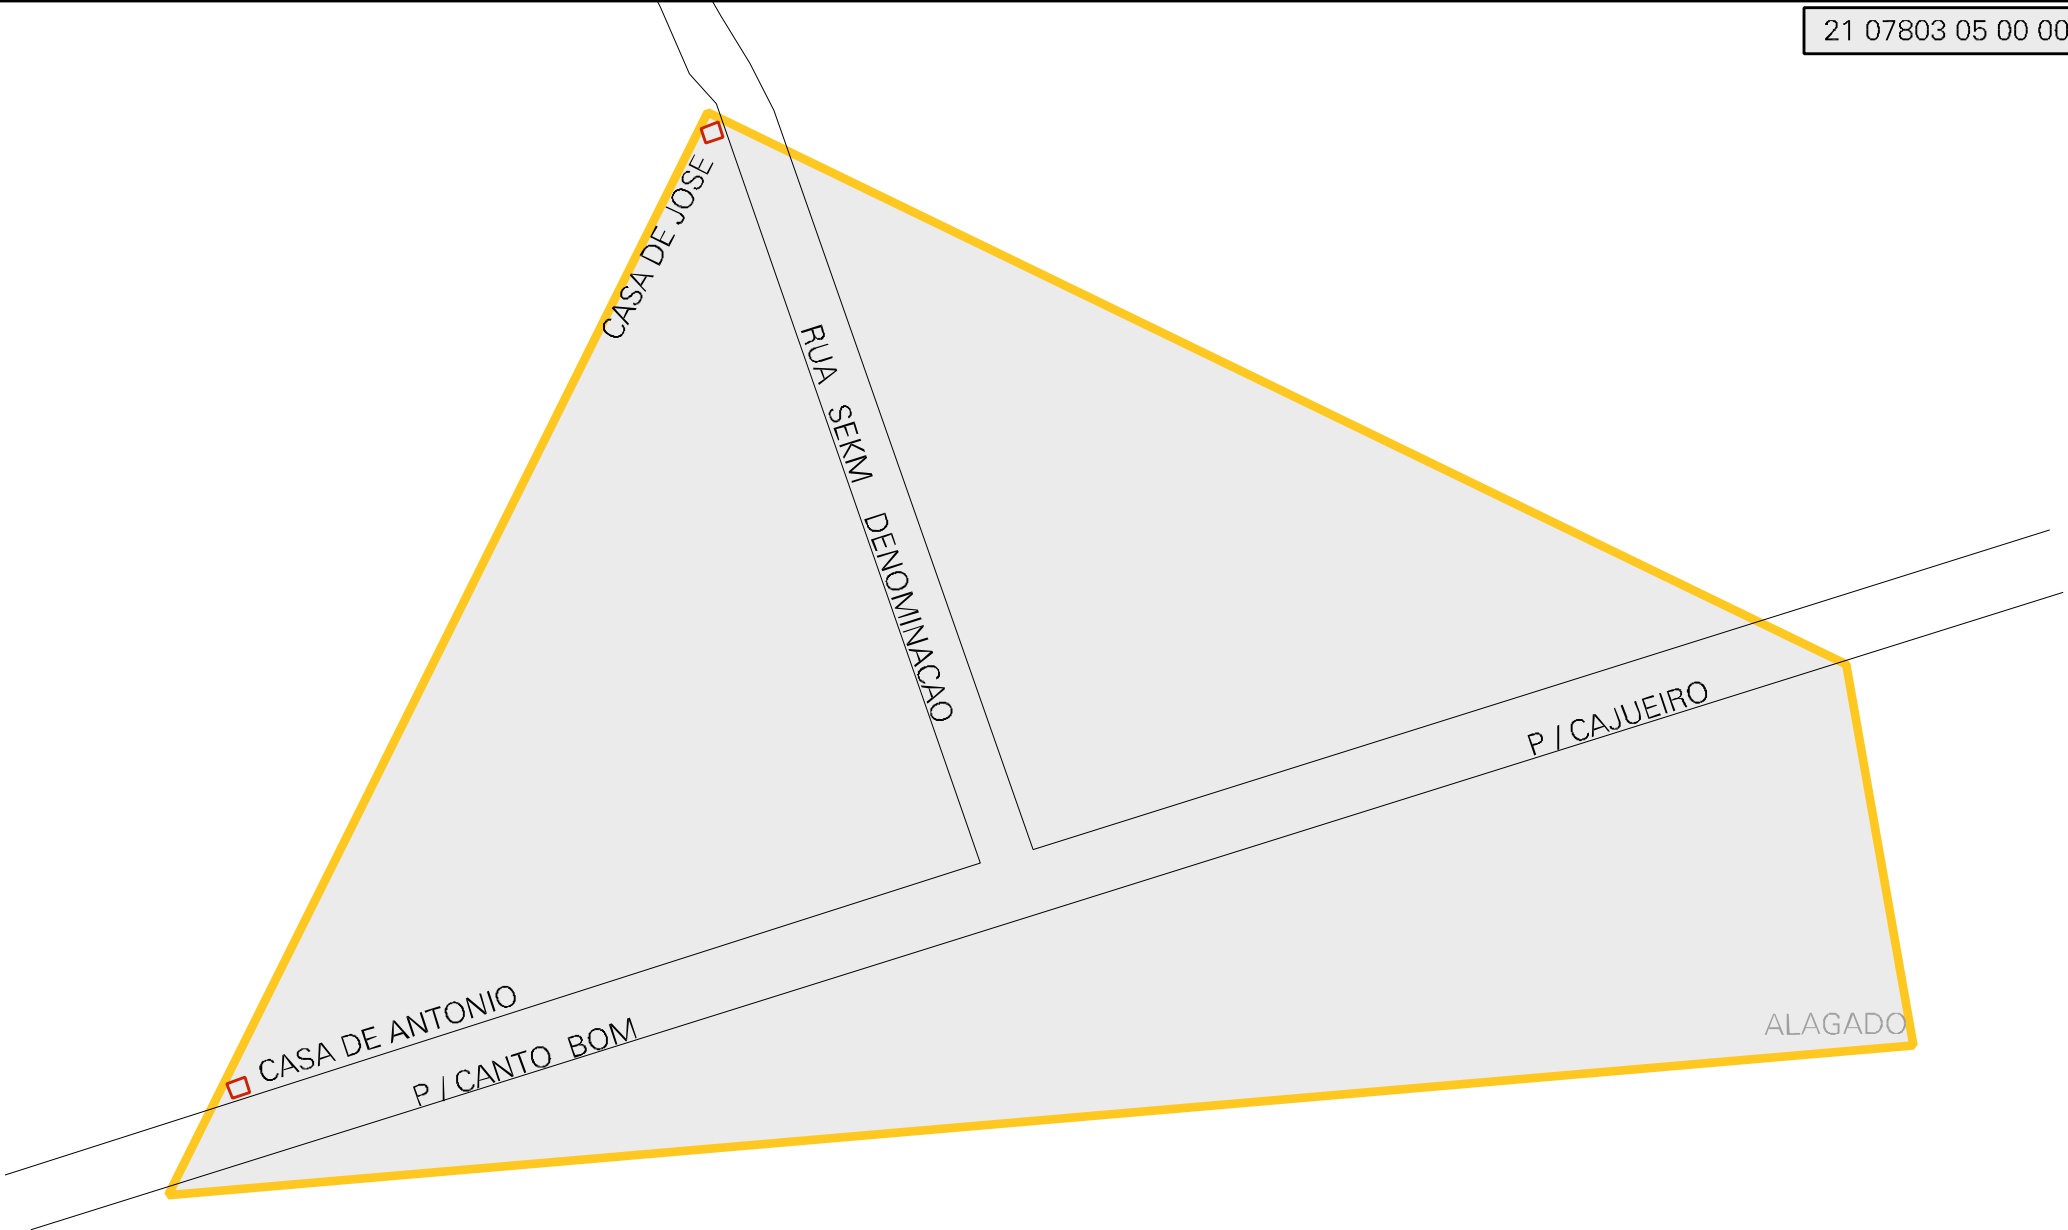 21 07803 05 00 00
CASA DE JOSE
RUA SEKM DENOMINACAO
P / CAJUEIRO
CASA DE ANTONIO
P / CANTO BOM
ALAGADO